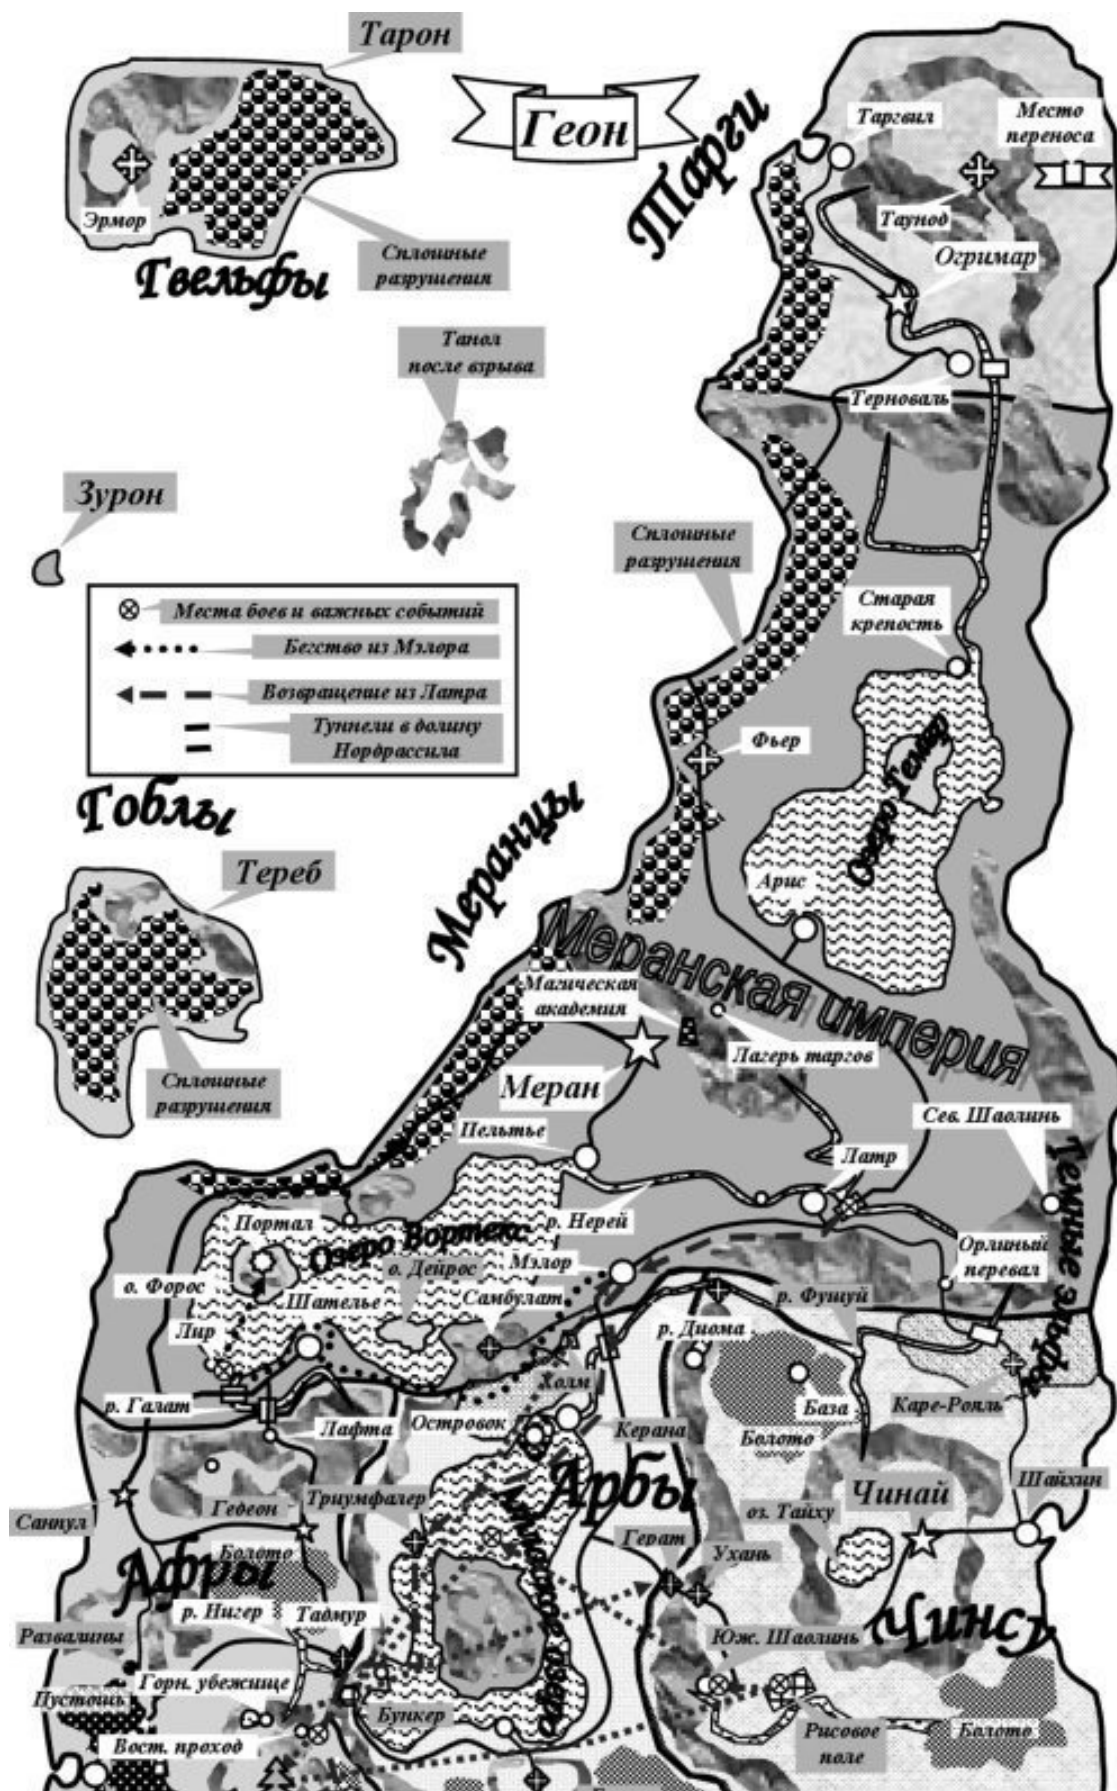 Тарон
Геон
Тарги
Таргвил
Место
переноса
Эрмор
Таунод
Огримар
Гвельфы
Сплошные
разрушения
Танол
после взрыва
Терноваль
Зурон
Сплошные
разрушения
Старая
крепость
Места боев и важных событий
Бегство из Мэлора
Возвращение из Латра
Туннели в долину
Нордрассила
Фьер
Гоблы
Меранцы
Озеро Темпер
Тереб
Арис
Меранская империя
Магическая
академия
Лагерь таргов
Сплошные
разрушения
Меран
Пельтье
Сев. Шаолинь
Латр
Темные эльфы
Портал
Озеро Вортекс
р. Нерей
о. Форос
о. Дейрос
Мэлор
Орлиный
перевал
Шателье
Самбулат
р. Фушуй
Лир
р. Диома
р. Галат
Холм
База
Каре-Рояль
Лафта
Островок
Керана
Болото
Гедеон
Триумфалер
Арбы
оз. Тайху
Чинай
Шайхин
Саннул
Герат
Ухань
Болото
Афры
р. Нигер
Тадмур
Чинсу
Развалины
Юж. Шаолинь
Горн. убежище
Пустошь
Бункер
Вост. проход
Рисовое
поле
Болото